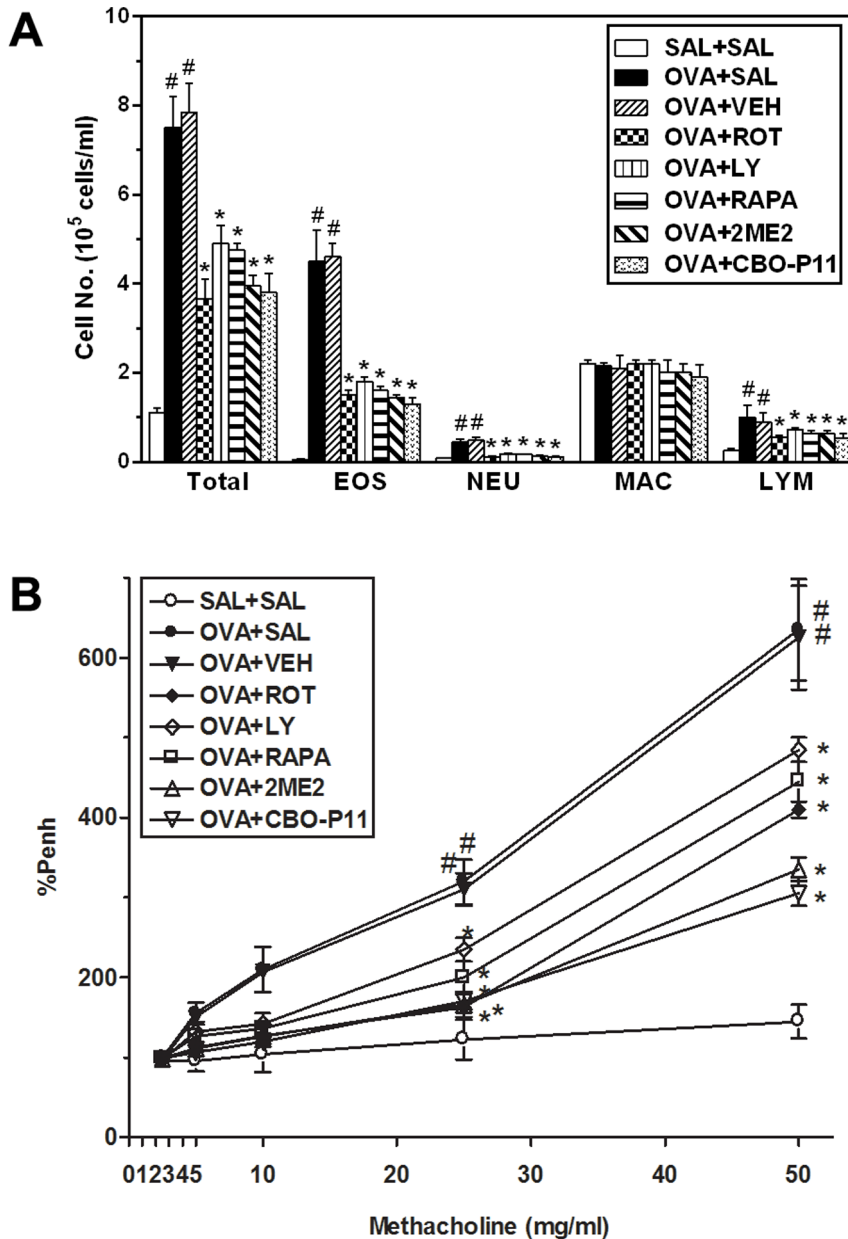 A
Cell No. (10⁵ cells/ml)
10
8
6
4
2
0
SAL+SAL
OVA+SAL
OVA+VEH
OVA+ROT
OVA+LY
OVA+RAPA
OVA+2ME2
OVA+CBO-P11
# #
* * * * *
# #
* * * * *
# #
* * * * *
# #
* * * * *
Total EOS NEU MAC LYM
B
%Penh
600
400
200
0
SAL+SAL
OVA+SAL
OVA+VEH
OVA+ROT
OVA+LY
OVA+RAPA
OVA+2ME2
OVA+CBO-P11
#
#
*
*
*
*
*
#
#
*
*
*
* *
0 1 2 3 4 5 10 20 30 40 50
Methacholine (mg/ml)